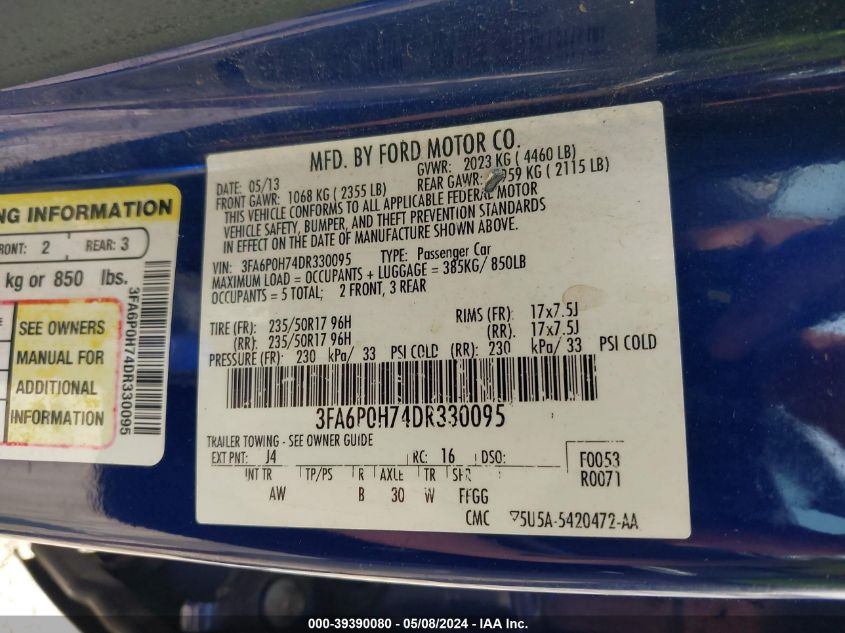 NG INFORMATION
FRONT: 2 REAR: 3
kg or 850 lbs.
SEE OWNERS
MANUAL FOR
ADDITIONAL
INFORMATION
3FA6P0H74DR330095
MFD. BY FORD MOTOR CO.
DATE: 05/13 GVWR: 2023 KG ( 4460 LB)
FRONT GAWR: 1068 KG ( 2355 LB) REAR GAWR: 959 KG ( 2115 LB)
THIS VEHICLE CONFORMS TO ALL APPLICABLE FEDERAL MOTOR
VEHICLE SAFETY, BUMPER, AND THEFT PREVENTION STANDARDS
IN EFFECT ON THE DATE OF MANUFACTURE SHOWN ABOVE.
VIN: 3FA6P0H74DR330095 TYPE: Passenger Car
MAXIMUM LOAD = OCCUPANTS + LUGGAGE = 385KG/ 850LB
OCCUPANTS = 5 TOTAL; 2 FRONT, 3 REAR
TIRE (FR): 235/50R17 96H RIMS (FR): 17x7.5J
(RR): 235/50R17 96H (RR): 17x7.5J
PRESSURE (FR): 230 kPa/ 33 PSI COLD (RR): 230 kPa/ 33 PSI COLD
3FA6P0H74DR330095
TRAILER TOWING - SEE OWNER GUIDE
EXT PNT: J4 RC: 16 DSO: F0053
INT TR TP/PS R AXLE TR SPR R0071
AW B 30 W FFGG
CMC 5U5A-5420472-AA
000-39390080 - 05/08/2024 - IAA Inc.